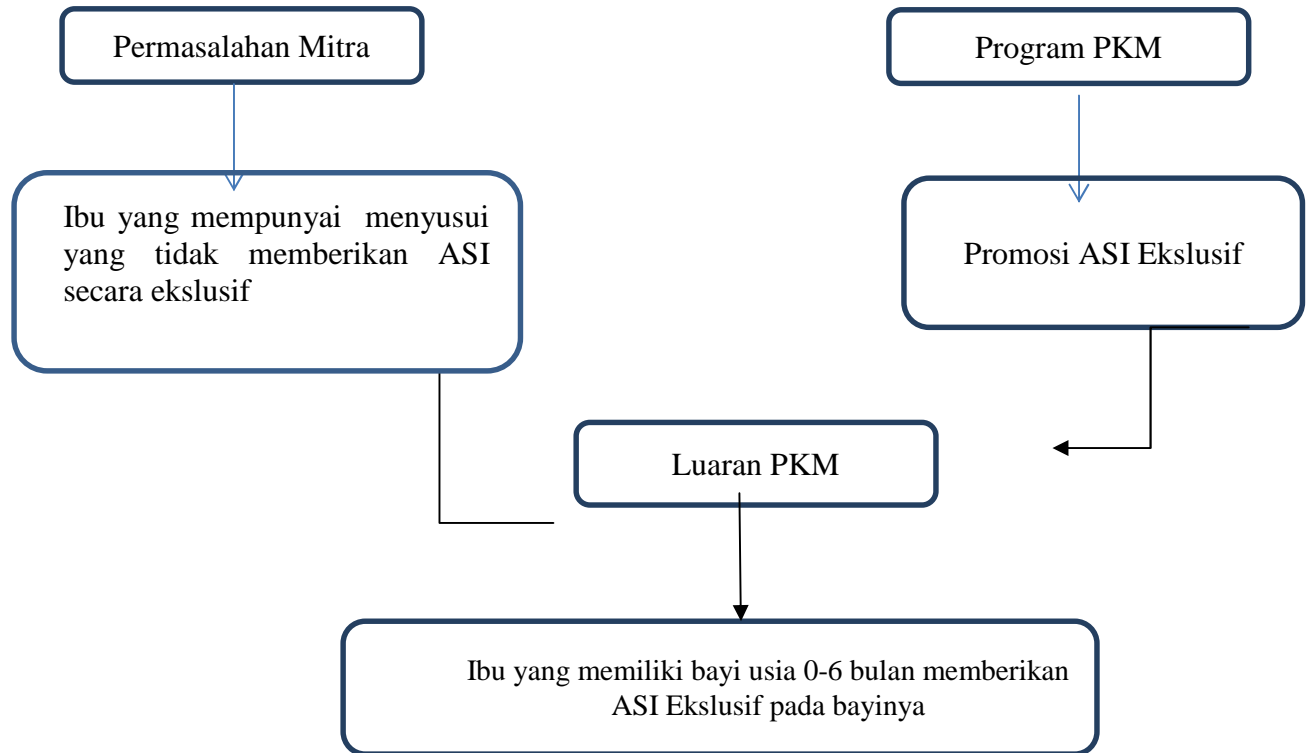 Permasalahan Mitra
Program PKM
Ibu yang mempunyai menyusui
yang tidak memberikan ASI
secara ekslusif
Promosi ASI Ekslusif
Luaran PKM
Ibu yang memiliki bayi usia 0-6 bulan memberikan
ASI Ekslusif pada bayinya